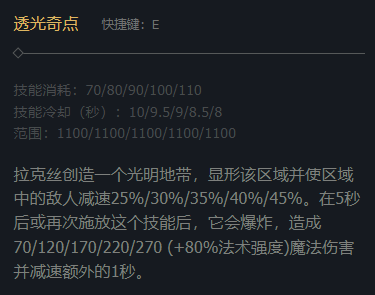 透光奇点 快捷键：E
技能消耗：70/80/90/100/110
技能冷却（秒）：10/9.5/9/8.5/8
范围：1100/1100/1100/1100/1100
拉克丝创造一个光明地带，显形该区域并使区域
中的敌人减速25%/30%/35%/40%/45%。在5秒
后或再次施放这个技能后，它会爆炸，造成
70/120/170/220/270 (+80%法术强度)魔法伤害
并减速额外的1秒。